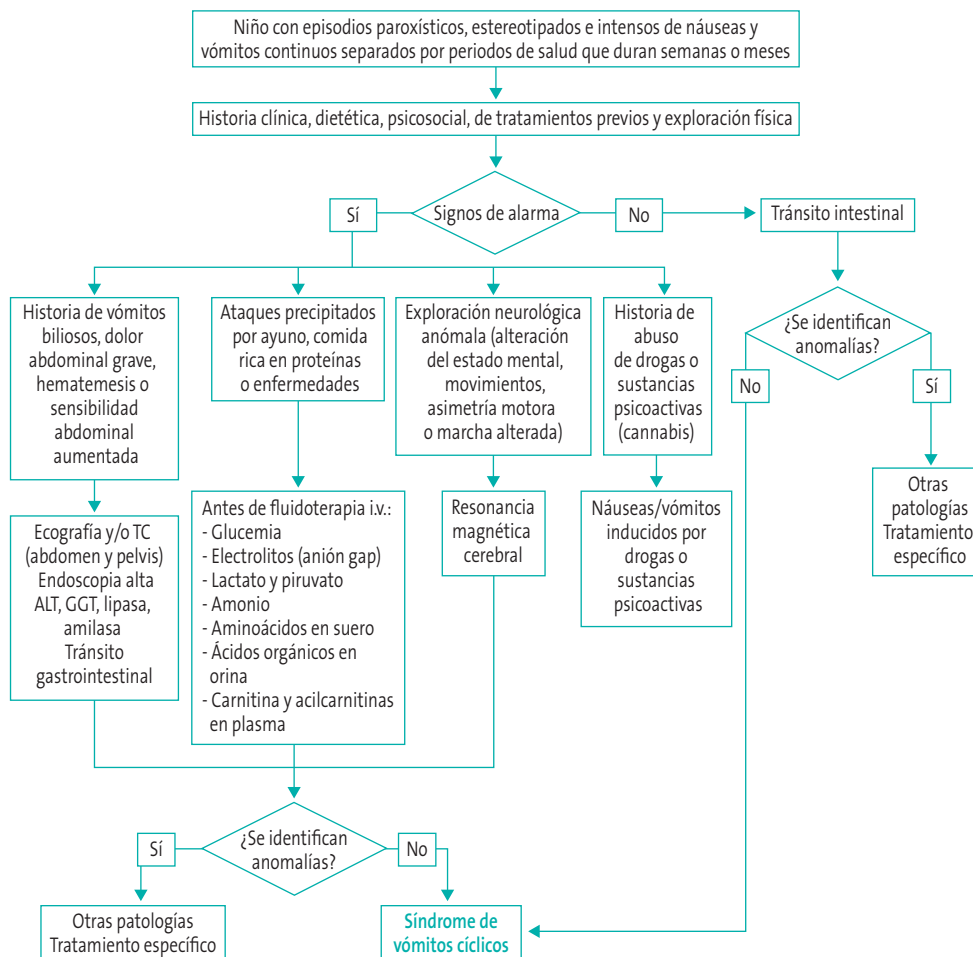 Niño con episodios paroxísticos, estereotipados e intensos de náuseas y
vómitos continuos separados por periodos de salud que duran semanas o meses
Historia clínica, dietética, psicosocial, de tratamientos previos y exploración física
Signos de alarma
Sí
No
Tránsito intestinal
Historia de vómitos
biliosos, dolor
abdominal grave,
hematemesis o
sensibilidad
abdominal
aumentada
Ataques precipitados
por ayuno, comida
rica en proteínas
o enfermedades
Exploración neurológica
anómala (alteración
del estado mental,
movimientos,
asimetría motora
o marcha alterada)
Historia de
abuso
de drogas o
sustancias
psicoactivas
(cannabis)
¿Se identifican
anomalías?
No
Sí
Otras
patologías
Tratamiento
específico
Ecografía y/o TC
(abdomen y pelvis)
Endoscopia alta
ALT, GGT, lipasa,
amilasa
Tránsito
gastrointestinal
Antes de fluidoterapia i.v.:
- Glucemia
- Electrolitos (anión gap)
- Lactato y piruvato
- Amonio
- Aminoácidos en suero
- Ácidos orgánicos en
orina
- Carnitina y acilcarnitinas
en plasma
Resonancia
magnética
cerebral
Náuseas/vómitos
inducidos por
drogas o
sustancias
psicoactivas
¿Se identifican
anomalías?
Sí
No
Otras patologías
Tratamiento específico
Síndrome de
vómitos cíclicos